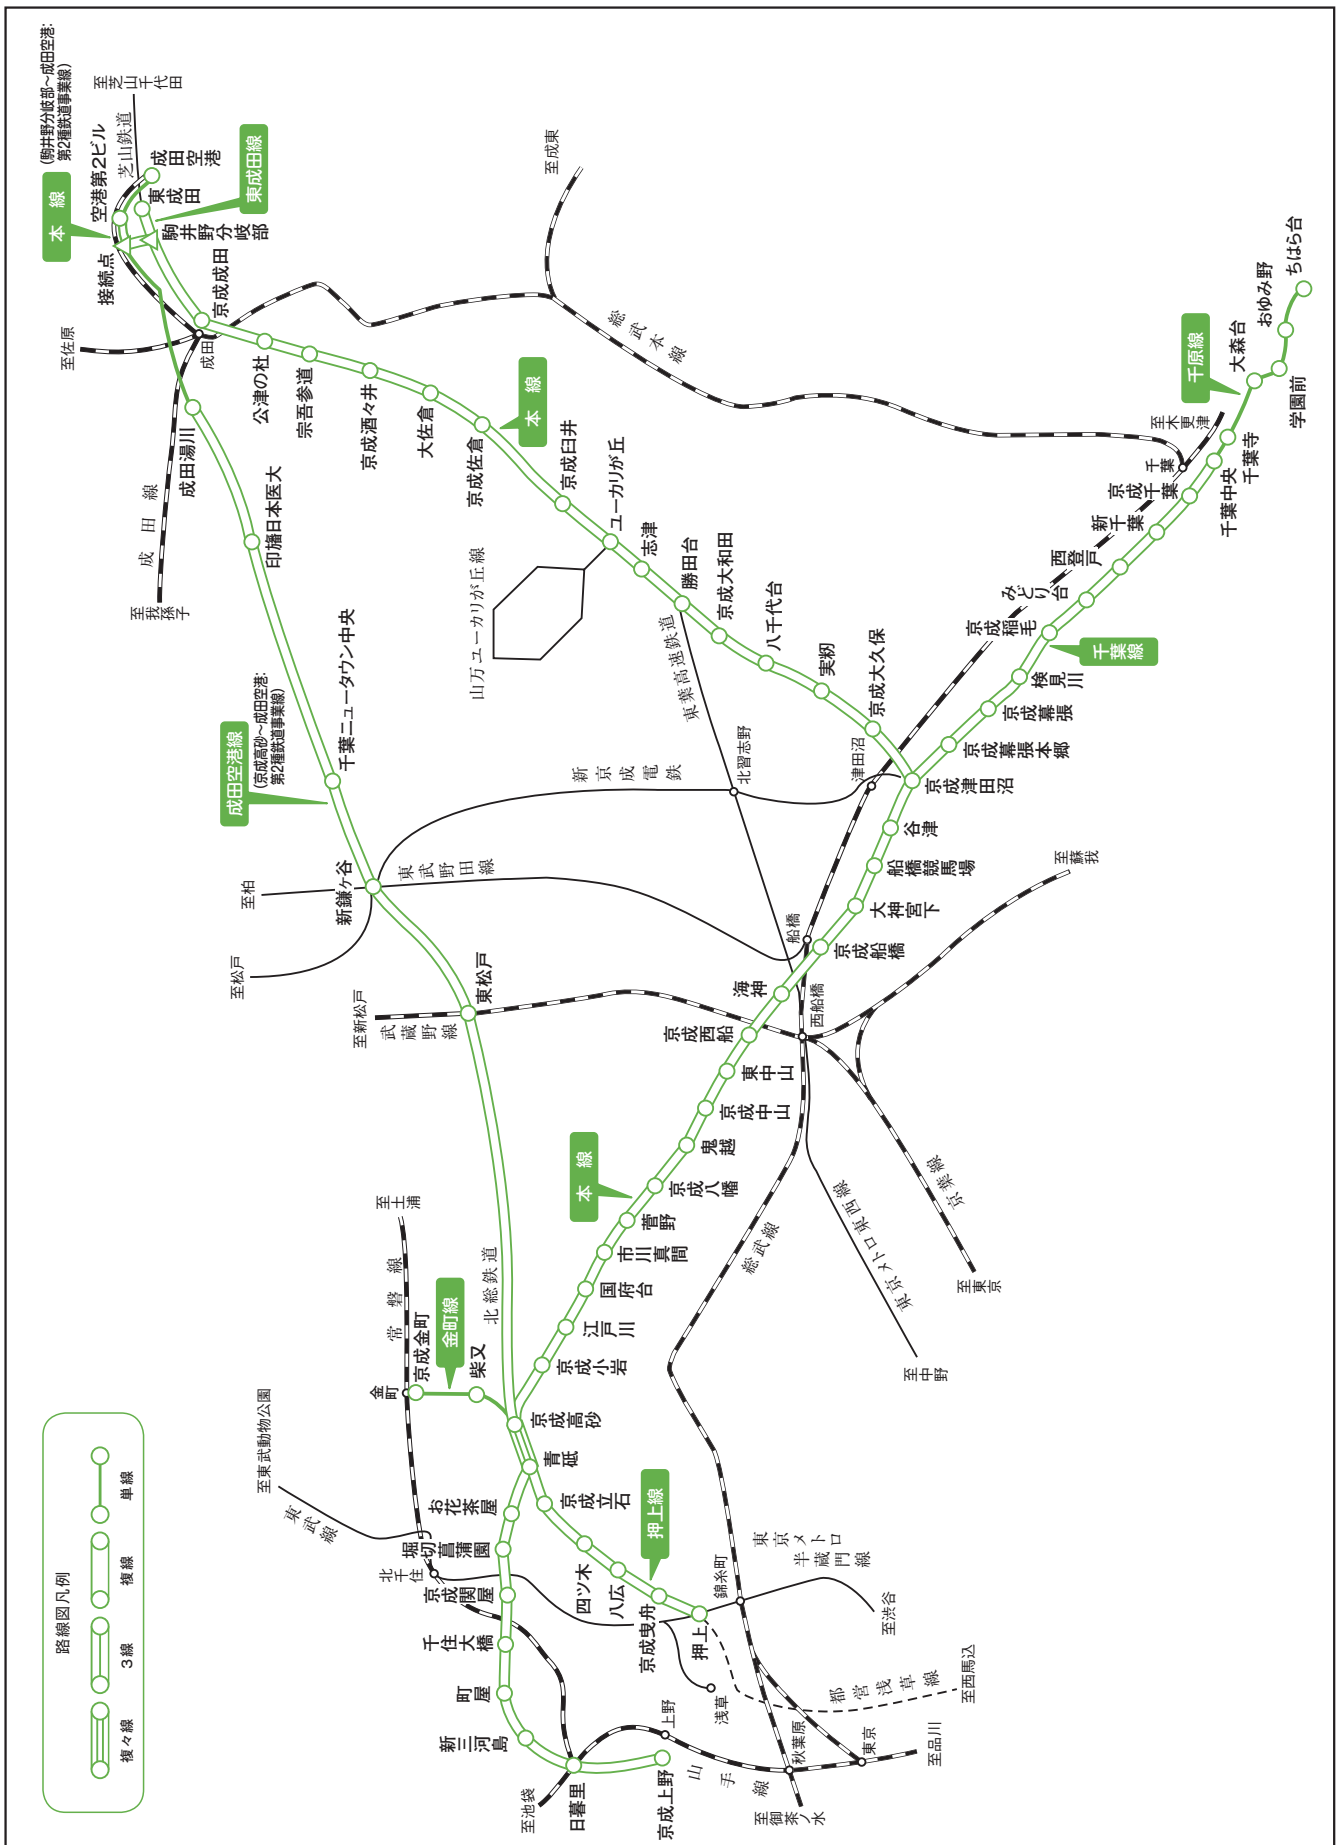 (駒井野分岐部～成田空港:
第2種鉄道事業線)
至芝山千代田
芝山鉄道
本　線
空港第2ビル
成田空港
東成田
東成田線
駒井野分岐部
接続点
京成成田
成田
至佐原
成田湯川
成田線
至我孫子
公津の杜
宗吾参道
京成酒々井
大佐倉
京成佐倉
本　線
京成臼井
ユーカリが丘
山万ユーカリが丘線
志津
勝田台
東葉高速鉄道
京成大和田
八千代台
実籾
京成大久保
至成東
総武本線
ちはら台
おゆみ野
学園前
大森台
千原線
千葉寺
千葉中央
至木更津
千葉
京成千葉
新千葉
西登戸
みどり台
京成稲毛
千葉線
検見川
京成幕張
京成幕張本郷
京成津田沼
津田沼
北習志野
新京成電鉄
印旛日本医大
千葉ニュータウン中央
成田空港線
(京成高砂～成田空港:
第2種鉄道事業線)
新鎌ヶ谷
至柏
至松戸
東武野田線
東松戸
至新松戸
武蔵野線
北総鉄道
谷津
船橋競馬場
大神宮下
船橋
京成船橋
海神
西船橋
京成西船
東中山
京成中山
鬼越
京成八幡
本　線
菅野
市川真間
国府台
江戸川
京成小岩
至蘇我
京葉線
至東京
東京メトロ東西線
至中野
総武線
至土浦
常磐線
金町
京成金町
金町線
柴又
京成高砂
青砥
京成立石
四ツ木
八広
京成曳舟
押上
押上線
お花茶屋
堀切菖蒲園
京成関屋
千住大橋
町屋
新三河島
日暮里
京成上野
至東武動物公園
東武線
北千住
錦糸町
東京メトロ
半蔵門線
至渋谷
浅草
都営浅草線
至西馬込
上野
山手線
秋葉原
東京
至品川
至御茶ノ水
至池袋
路線図凡例
単線
複線
3線
複々線